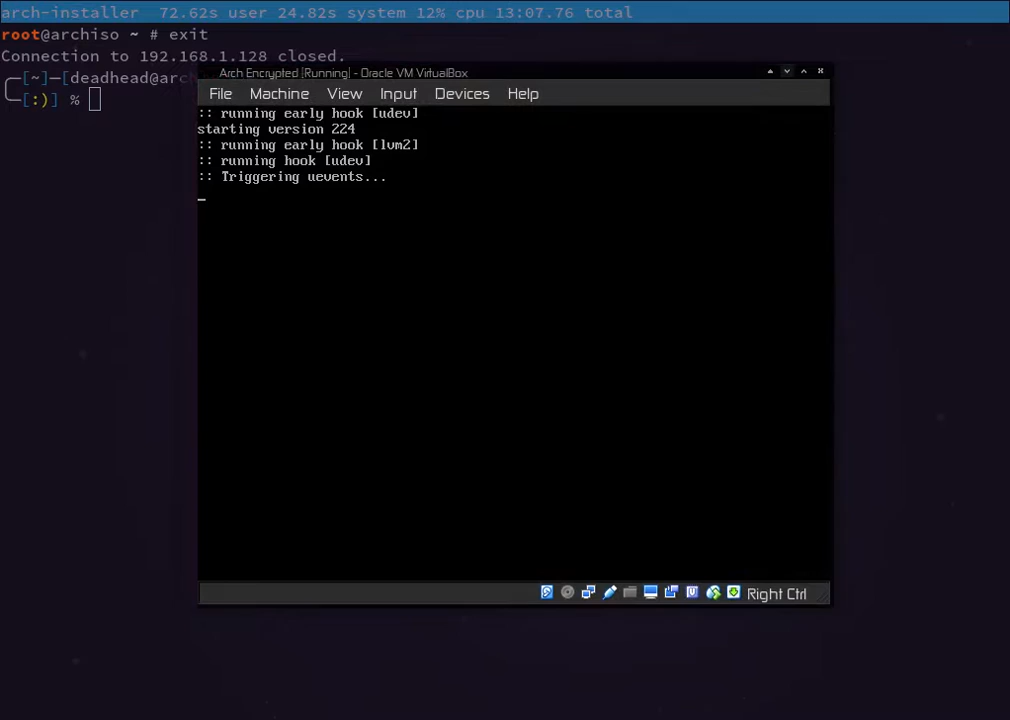 arch-installer 72.62s user 24.82s system 12% cpu 13:07.76 total
root@archiso ~ # exit
Connection to 192.168.1.128 closed.
[~]—[deadhead@arch
[:)] %
Arch Encrypted [Running] - Oracle VM VirtualBox
File Machine View Input Devices Help
:: running early hook [udev]
starting version 224
:: running early hook [lvm2]
:: running hook [udev]
:: Triggering uevents...
Right Ctrl